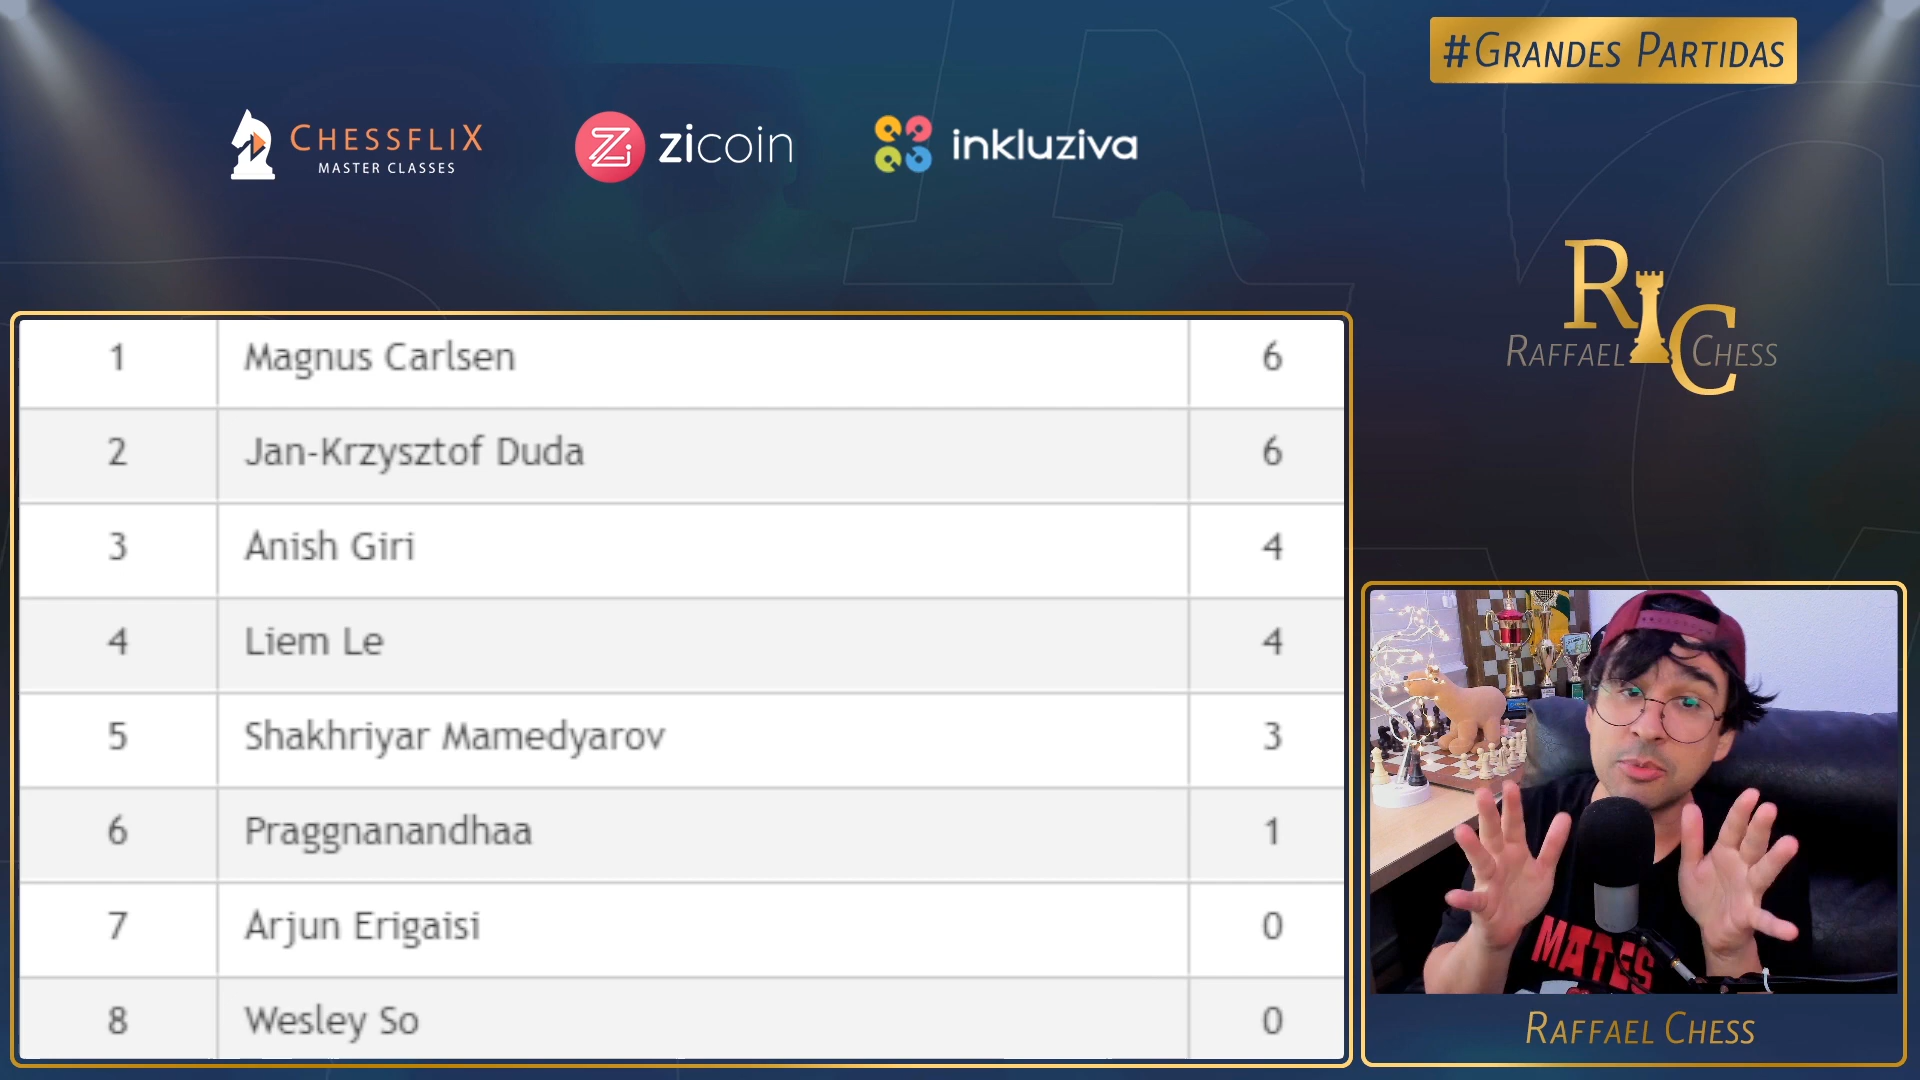 #Grandes Partidas
ChessfliX
MASTER CLASSES
Zi
zicoin
inkluziva
R
C
Raffael Chess
1 Magnus Carlsen 6
2 Jan-Krzysztof Duda 6
3 Anish Giri 4
4 Liem Le 4
5 Shakhriyar Mamedyarov 3
6 Praggnanandhaa 1
7 Arjun Erigaisi 0
8 Wesley So 0
MATES
Raffael Chess